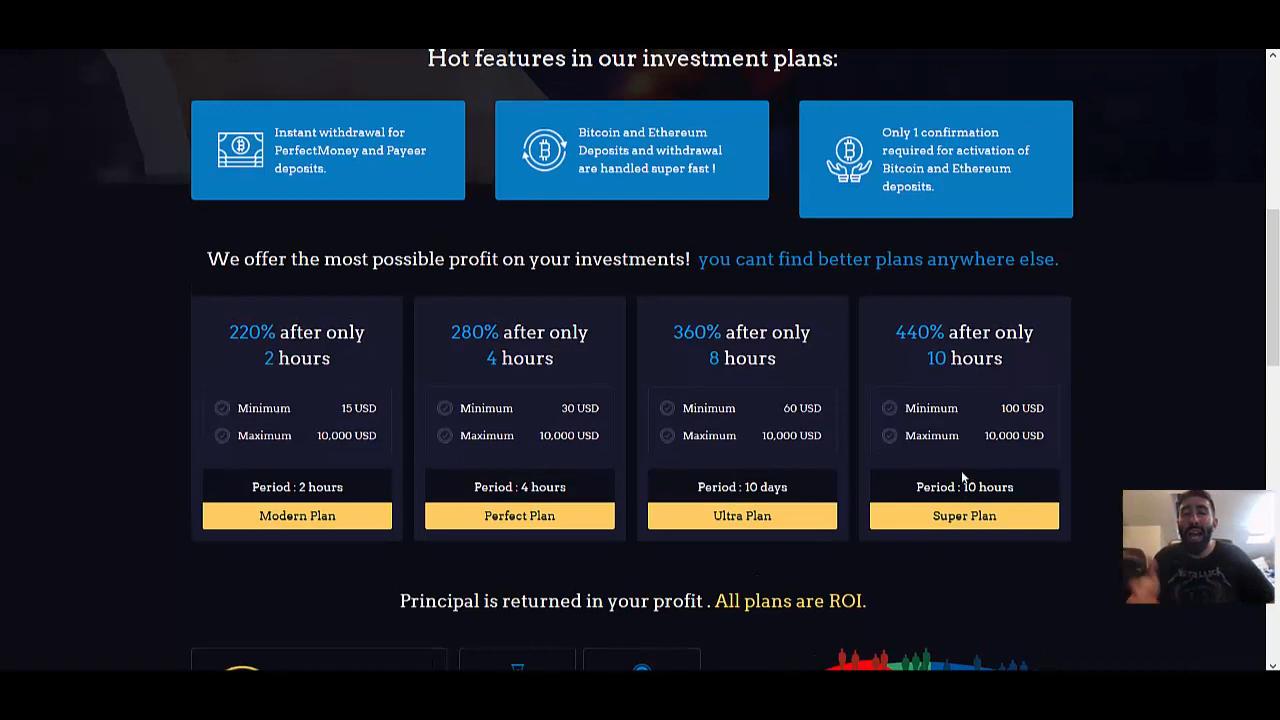 Hot features in our investment plans:
Instant withdrawal for
PerfectMoney and Payeer
deposits.
Bitcoin and Ethereum
Deposits and withdrawal
are handled super fast !
Only 1 confirmation
required for activation of
Bitcoin and Ethereum
deposits.
We offer the most possible profit on your investments! you cant find better plans anywhere else.
220% after only
2 hours
Minimum 15 USD
Maximum 10,000 USD
Period : 2 hours
Modern Plan
280% after only
4 hours
Minimum 30 USD
Maximum 10,000 USD
Period : 4 hours
Perfect Plan
360% after only
8 hours
Minimum 60 USD
Maximum 10,000 USD
Period : 10 days
Ultra Plan
440% after only
10 hours
Minimum 100 USD
Maximum 10,000 USD
Period : 10 hours
Super Plan
Principal is returned in your profit . All plans are ROI.
METALLICA